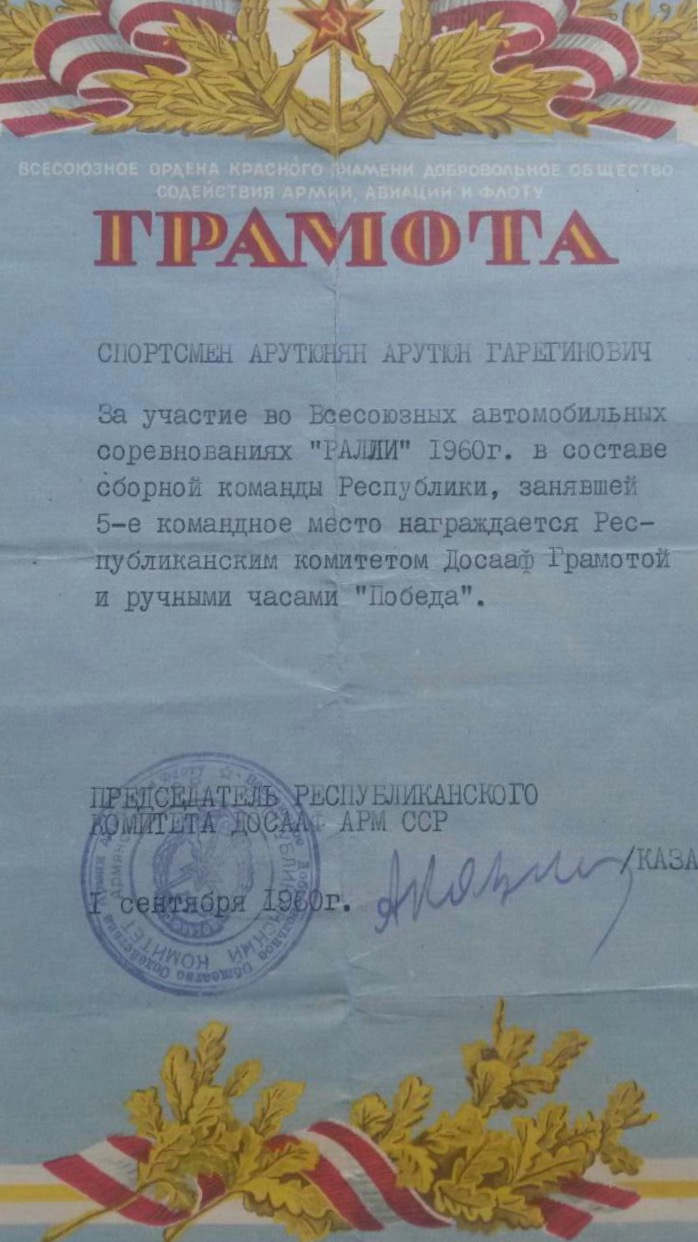 ВСЕСОЮЗНОЕ ОРДЕНА КРАСНОГО ЗНАМЕНИ ДОБРОВОЛЬНОЕ ОБЩЕСТВО
СОДЕЙСТВИЯ АРМИИ, АВИАЦИИ И ФЛОТУ
ГРАМОТА
СПОРТСМЕН АРУТЮНЯН АРУТЮН ГАРЕГИНОВИЧ
За участие во Всесоюзных автомобильных
соревнованиях "РАЛЛИ" 1960г. в составе
сборной команды Республики, занявшей
5-е командное место награждается Рес-
публиканским комитетом Досааф Грамотой
и ручными часами "Победа".
ПРЕДСЕДАТЕЛЬ РЕСПУБЛИКАНСКОГО
КОМИТЕТА ДОСААФ АРМ ССР
/КАЗА
I сентября 1960г.